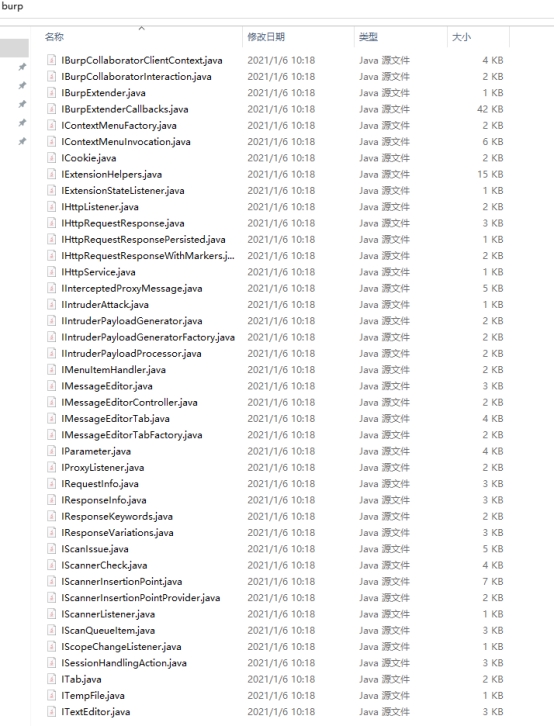 burp
名称 修改日期 类型 大小
IBurpCollaboratorClientContext.java 2021/1/6 10:18 Java 源文件 4 KB
IBurpCollaboratorInteraction.java 2021/1/6 10:18 Java 源文件 2 KB
IBurpExtender.java 2021/1/6 10:18 Java 源文件 1 KB
IBurpExtenderCallbacks.java 2021/1/6 10:18 Java 源文件 42 KB
IContextMenuFactory.java 2021/1/6 10:18 Java 源文件 2 KB
IContextMenuInvocation.java 2021/1/6 10:18 Java 源文件 6 KB
ICookie.java 2021/1/6 10:18 Java 源文件 2 KB
IExtensionHelpers.java 2021/1/6 10:18 Java 源文件 15 KB
IExtensionStateListener.java 2021/1/6 10:18 Java 源文件 1 KB
IHttpListener.java 2021/1/6 10:18 Java 源文件 2 KB
IHttpRequestResponse.java 2021/1/6 10:18 Java 源文件 3 KB
IHttpRequestResponsePersisted.java 2021/1/6 10:18 Java 源文件 1 KB
IHttpRequestResponseWithMarkers.j... 2021/1/6 10:18 Java 源文件 2 KB
IHttpService.java 2021/1/6 10:18 Java 源文件 1 KB
IInterceptedProxyMessage.java 2021/1/6 10:18 Java 源文件 5 KB
IIntruderAttack.java 2021/1/6 10:18 Java 源文件 1 KB
IIntruderPayloadGenerator.java 2021/1/6 10:18 Java 源文件 2 KB
IIntruderPayloadGeneratorFactory.java 2021/1/6 10:18 Java 源文件 2 KB
IIntruderPayloadProcessor.java 2021/1/6 10:18 Java 源文件 2 KB
IMenuItemHandler.java 2021/1/6 10:18 Java 源文件 2 KB
IMessageEditor.java 2021/1/6 10:18 Java 源文件 3 KB
IMessageEditorController.java 2021/1/6 10:18 Java 源文件 2 KB
IMessageEditorTab.java 2021/1/6 10:18 Java 源文件 4 KB
IMessageEditorTabFactory.java 2021/1/6 10:18 Java 源文件 2 KB
IParameter.java 2021/1/6 10:18 Java 源文件 4 KB
IProxyListener.java 2021/1/6 10:18 Java 源文件 2 KB
IRequestInfo.java 2021/1/6 10:18 Java 源文件 3 KB
IResponseInfo.java 2021/1/6 10:18 Java 源文件 3 KB
IResponseKeywords.java 2021/1/6 10:18 Java 源文件 2 KB
IResponseVariations.java 2021/1/6 10:18 Java 源文件 3 KB
IScanIssue.java 2021/1/6 10:18 Java 源文件 5 KB
IScannerCheck.java 2021/1/6 10:18 Java 源文件 4 KB
IScannerInsertionPoint.java 2021/1/6 10:18 Java 源文件 7 KB
IScannerInsertionPointProvider.java 2021/1/6 10:18 Java 源文件 2 KB
IScannerListener.java 2021/1/6 10:18 Java 源文件 1 KB
IScanQueueItem.java 2021/1/6 10:18 Java 源文件 3 KB
IScopeChangeListener.java 2021/1/6 10:18 Java 源文件 1 KB
ISessionHandlingAction.java 2021/1/6 10:18 Java 源文件 3 KB
ITab.java 2021/1/6 10:18 Java 源文件 2 KB
ITempFile.java 2021/1/6 10:18 Java 源文件 1 KB
ITextEditor.java 2021/1/6 10:18 Java 源文件 3 KB